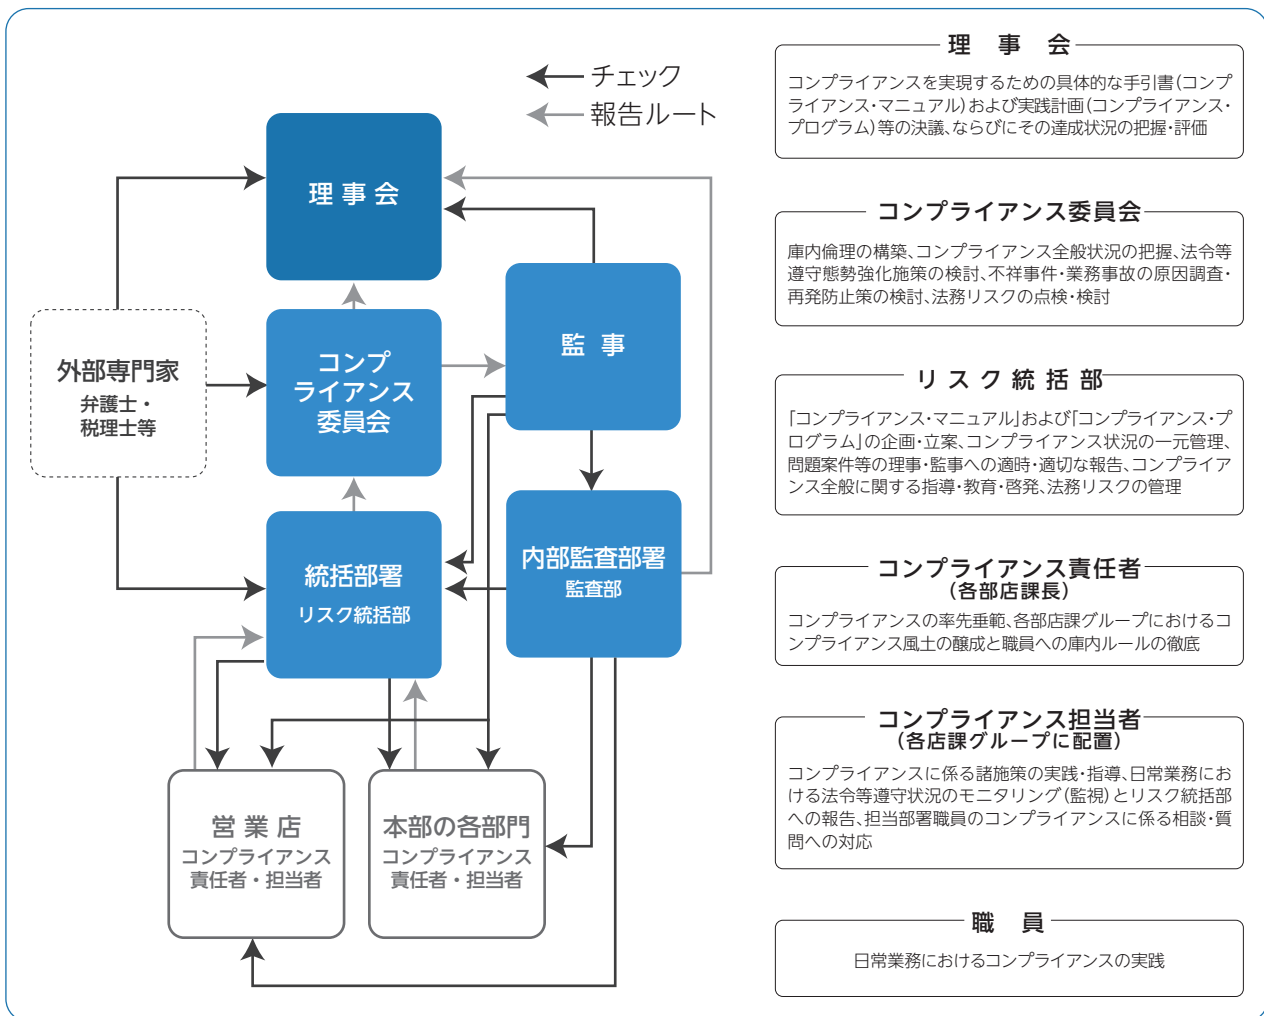 チェック
報告ルート
理事会
コンプ
ライアンス
委員会
監 事
外部専門家
弁護士・
税理士等
統括部署
リスク統括部
内部監査部署
監査部
営 業 店
コンプライアンス
責任者・担当者
本部の各部門
コンプライアンス
責任者・担当者
理 事 会
コンプライアンスを実現するための具体的な手引書(コンプ
ライアンス・マニュアル)および実践計画(コンプライアンス・
プログラム)等の決議、ならびにその達成状況の把握・評価
コンプライアンス委員会
庫内倫理の構築、コンプライアンス全般状況の把握、法令等
遵守態勢強化施策の検討、不祥事件・業務事故の原因調査・
再発防止策の検討、法務リスクの点検・検討
リスク統括部
「コンプライアンス・マニュアル」および「コンプライアンス・プ
ログラム」の企画・立案、コンプライアンス状況の一元管理、
問題案件等の理事・監事への適時・適切な報告、コンプライア
ンス全般に関する指導・教育・啓発、法務リスクの管理
コンプライアンス責任者
(各部店課長)
コンプライアンスの率先垂範、各部店課グループにおけるコ
ンプライアンス風土の醸成と職員への庫内ルールの徹底
コンプライアンス担当者
(各店課グループに配置)
コンプライアンスに係る諸施策の実践・指導、日常業務にお
ける法令等遵守状況のモニタリング(監視)とリスク統括部
への報告、担当部署職員のコンプライアンスに係る相談・質
問への対応
職 員
日常業務におけるコンプライアンスの実践